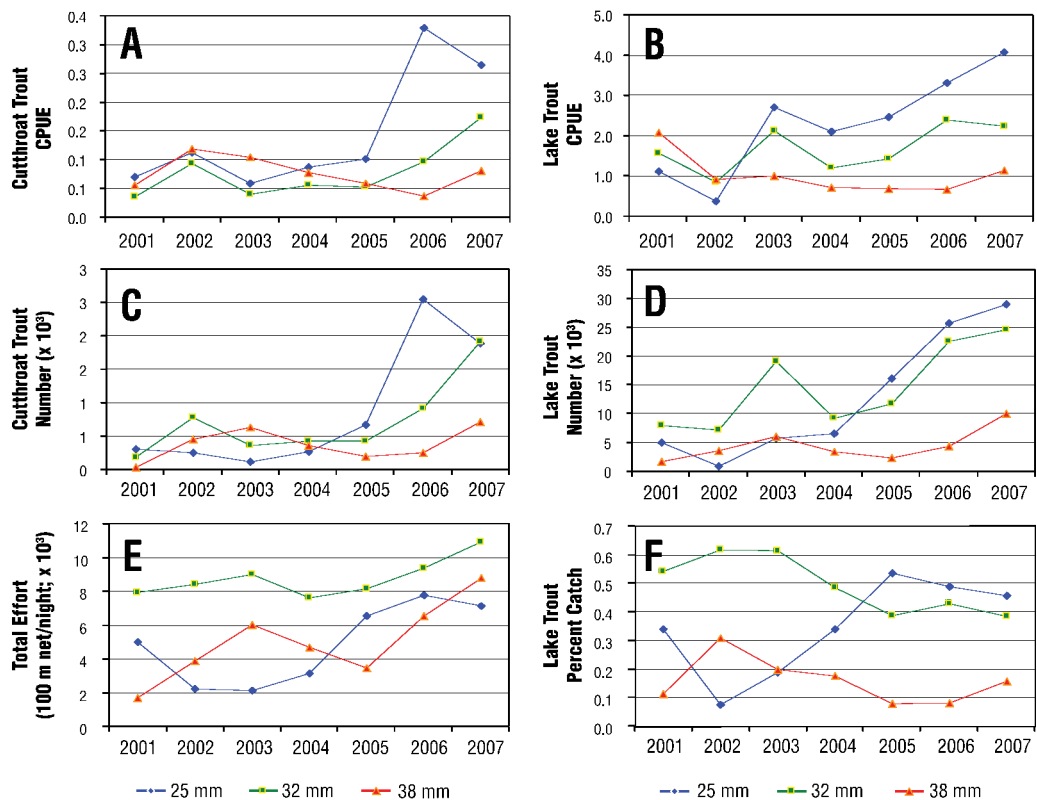 A
Cutthroat Trout
CPUE
0.4
0.3
0.3
0.2
0.2
0.1
0.1
0.0
2001 2002 2003 2004 2005 2006 2007
B
Lake Trout
CPUE
5.0
4.0
3.0
2.0
1.0
0.0
2001 2002 2003 2004 2005 2006 2007
C
Cutthroat Trout
Number (x 10³)
3
3
2
2
1
1
0
2001 2002 2003 2004 2005 2006 2007
D
Lake Trout
Number (x 10³)
35
30
25
20
15
10
5
0
2001 2002 2003 2004 2005 2006 2007
E
Total Effort
(100 m net/night; x 10³)
12
10
8
6
4
2
0
2001 2002 2003 2004 2005 2006 2007
F
Lake Trout
Percent Catch
0.7
0.6
0.5
0.4
0.3
0.2
0.1
0.0
2001 2002 2003 2004 2005 2006 2007
25 mm 32 mm 38 mm
25 mm 32 mm 38 mm